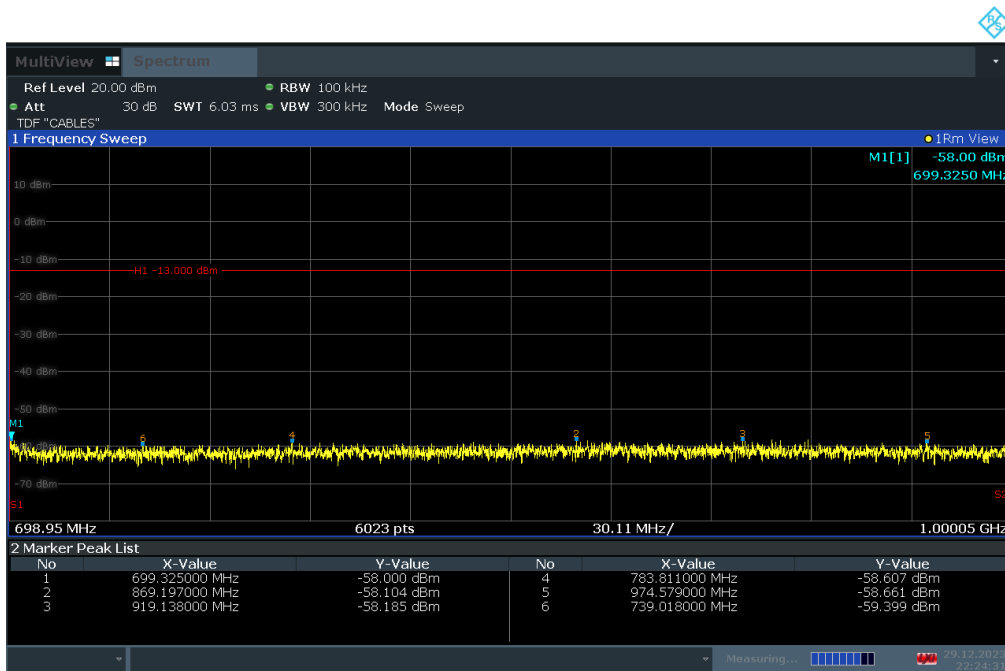 R&S
MultiView Spectrum
Ref Level 20.00 dBm RBW 100 kHz
Att 30 dB SWT 6.03 ms VBW 300 kHz Mode Sweep
TDF "CABLES"
1 Frequency Sweep 1Rm View
M1[1] -58.00 dBm
699.3250 MHz
10 dBm
0 dBm
-10 dBm
H1 -13.000 dBm
-20 dBm
-30 dBm
-40 dBm
-50 dBm
M1
6 4 2 3 5
-70 dBm
S1
698.95 MHz 6023 pts 30.11 MHz/ 1.00005 GHz
2 Marker Peak List
No X-Value Y-Value No X-Value Y-Value
1 699.325000 MHz -58.000 dBm 4 783.811000 MHz -58.607 dBm
2 869.197000 MHz -58.104 dBm 5 974.579000 MHz -58.661 dBm
3 919.138000 MHz -58.185 dBm 6 739.018000 MHz -59.399 dBm
Measuring...